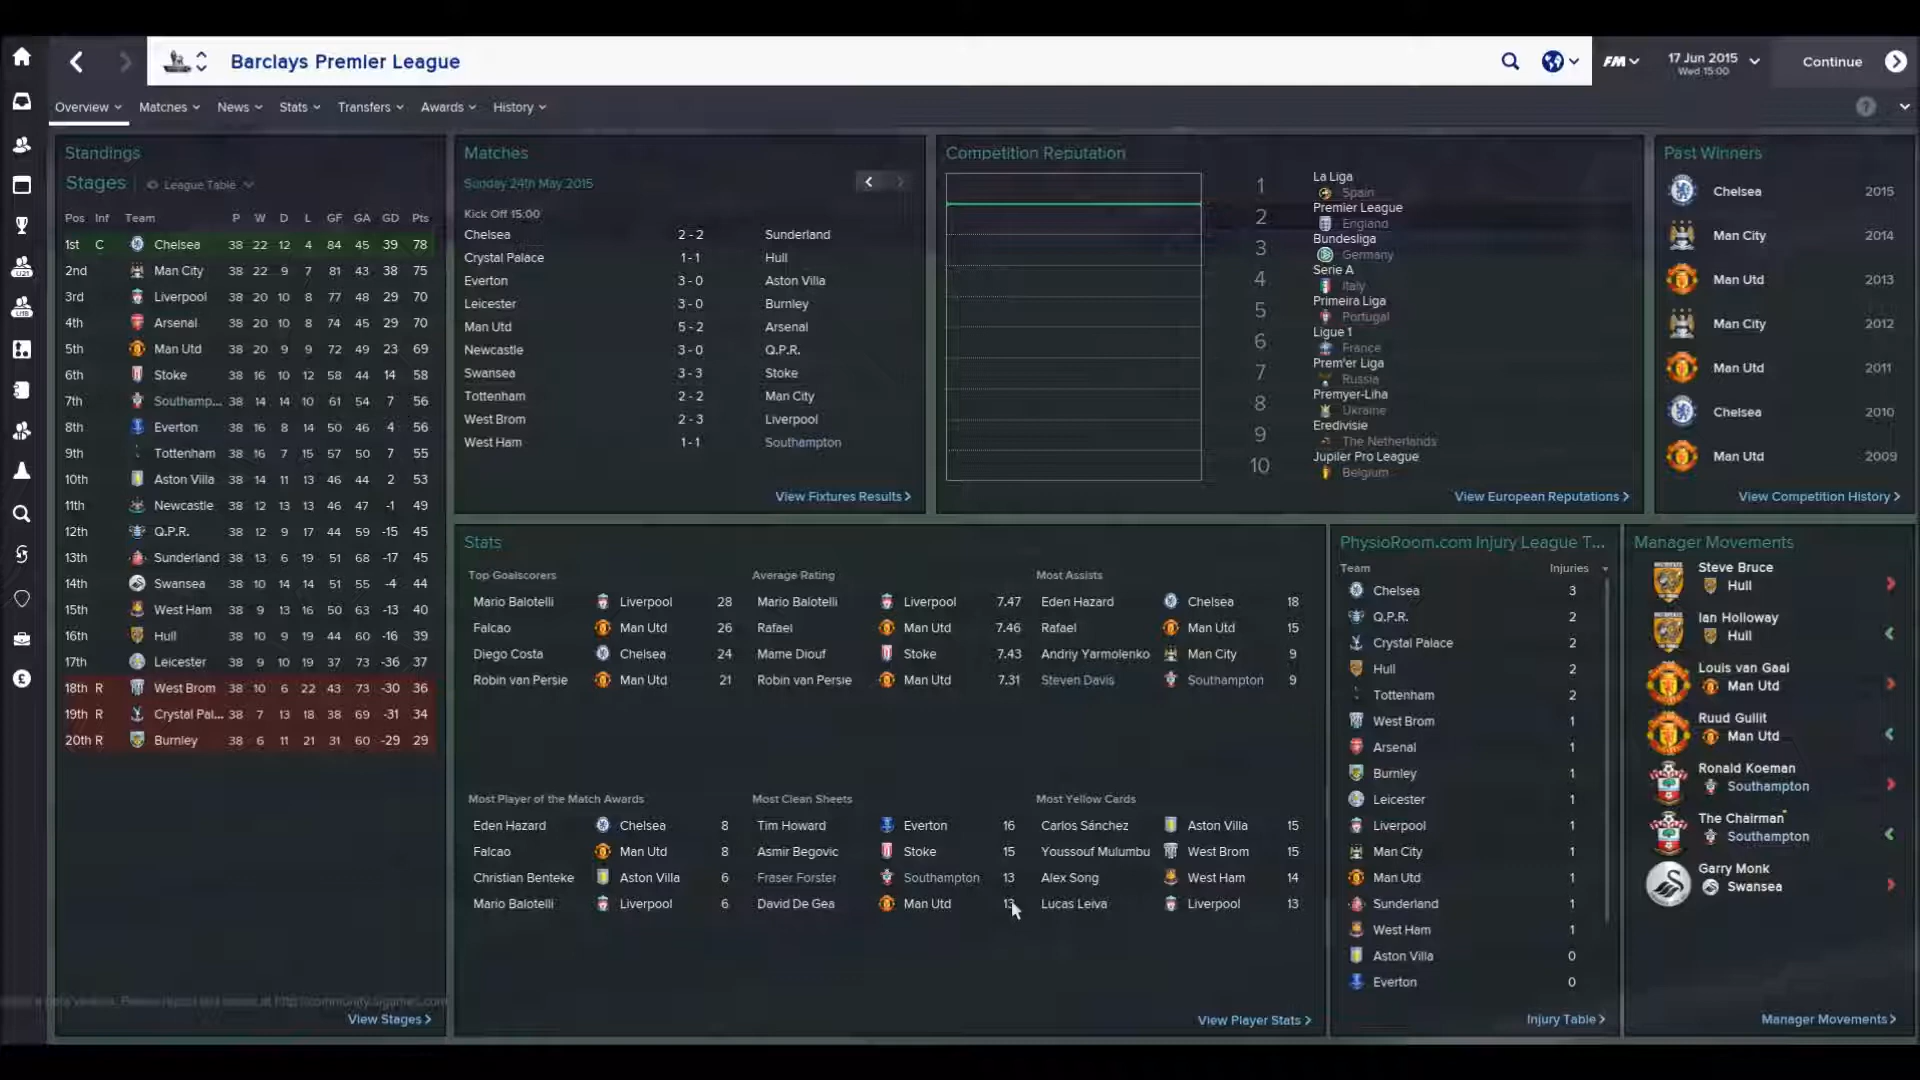 Barclays Premier League
FM
17 Jun 2015
Wed 15:00
Continue
Overview Matches News Stats Transfers Awards History
Standings
Stages League Table
Pos Inf Team P W D L GF GA GD Pts
1st C Chelsea 38 22 12 4 84 45 39 78
2nd Man City 38 22 9 7 81 43 38 75
3rd Liverpool 38 20 10 8 77 48 29 70
4th Arsenal 38 20 10 8 74 45 29 70
5th Man Utd 38 20 9 9 72 49 23 69
6th Stoke 38 16 10 12 58 44 14 58
7th Southamp... 38 14 14 10 61 54 7 56
8th Everton 38 16 8 14 50 46 4 56
9th Tottenham 38 16 7 15 57 50 7 55
10th Aston Villa 38 14 11 13 46 44 2 53
11th Newcastle 38 12 13 13 46 47 -1 49
12th Q.P.R. 38 12 9 17 44 59 -15 45
13th Sunderland 38 13 6 19 51 68 -17 45
14th Swansea 38 10 14 14 51 55 -4 44
15th West Ham 38 9 13 16 50 63 -13 40
16th Hull 38 10 9 19 44 60 -16 39
17th Leicester 38 9 10 19 37 73 -36 37
18th R West Brom 38 10 6 22 43 73 -30 36
19th R Crystal Pal... 38 7 13 18 38 69 -31 34
20th R Burnley 38 6 11 21 31 60 -29 29
View Stages
Matches
Sunday 24th May 2015
Kick Off 15:00
Chelsea 2 - 2 Sunderland
Crystal Palace 1 - 1 Hull
Everton 3 - 0 Aston Villa
Leicester 3 - 0 Burnley
Man Utd 5 - 2 Arsenal
Newcastle 3 - 0 Q.P.R.
Swansea 3 - 3 Stoke
Tottenham 2 - 2 Man City
West Brom 2 - 3 Liverpool
West Ham 1 - 1 Southampton
View Fixtures Results
Competition Reputation
1 La Liga
Spain
2 Premier League
England
3 Bundesliga
Germany
4 Serie A
Italy
5 Primeira Liga
Portugal
6 Ligue 1
France
7 Prem'er Liga
Russia
8 Premyer-Liha
Ukraine
9 Eredivisie
The Netherlands
10 Jupiler Pro League
Belgium
View European Reputations
Past Winners
Chelsea 2015
Man City 2014
Man Utd 2013
Man City 2012
Man Utd 2011
Chelsea 2010
Man Utd 2009
View Competition History
Stats
Top Goalscorers
Mario Balotelli Liverpool 28
Falcao Man Utd 26
Diego Costa Chelsea 24
Robin van Persie Man Utd 21
Average Rating
Mario Balotelli Liverpool 7.47
Rafael Man Utd 7.46
Mame Diouf Stoke 7.43
Robin van Persie Man Utd 7.31
Most Assists
Eden Hazard Chelsea 18
Rafael Man Utd 15
Andriy Yarmolenko Man City 9
Steven Davis Southampton 9
Most Player of the Match Awards
Eden Hazard Chelsea 8
Falcao Man Utd 8
Christian Benteke Aston Villa 6
Mario Balotelli Liverpool 6
Most Clean Sheets
Tim Howard Everton 16
Asmir Begovic Stoke 15
Fraser Forster Southampton 13
David De Gea Man Utd 13
Most Yellow Cards
Carlos Sánchez Aston Villa 15
Youssouf Mulumbu West Brom 15
Alex Song West Ham 14
Lucas Leiva Liverpool 13
View Player Stats
PhysioRoom.com Injury League T...
Team Injuries
Chelsea 3
Q.P.R. 2
Crystal Palace 2
Hull 2
Tottenham 2
West Brom 1
Arsenal 1
Burnley 1
Leicester 1
Liverpool 1
Man City 1
Man Utd 1
Sunderland 1
West Ham 1
Aston Villa 0
Everton 0
Injury Table
Manager Movements
Steve Bruce
Hull
Ian Holloway
Hull
Louis van Gaal
Man Utd
Ruud Gullit
Man Utd
Ronald Koeman
Southampton
The Chairman
Southampton
Garry Monk
Swansea
Manager Movements